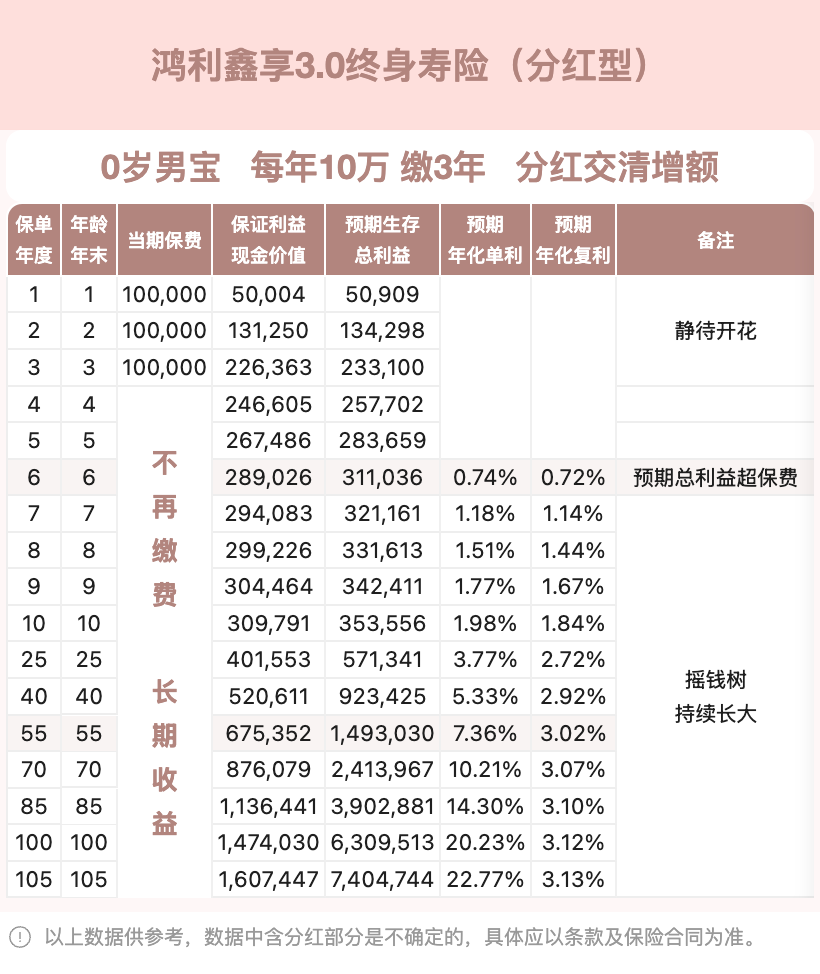 鸿利鑫享3.0终身寿险（分红型）
0岁男宝 每年10万 缴3年 分红交清增额
保单年度 年龄年末 当期保费 保证利益现金价值 预期生存总利益 预期年化单利 预期年化复利 备注
1 1 100,000 50,004 50,909
2 2 100,000 131,250 134,298 静待开花
3 3 100,000 226,363 233,100
4 4 246,605 257,702
5 5 267,486 283,659
6 6 289,026 311,036 0.74% 0.72% 预期总利益超保费
7 7 294,083 321,161 1.18% 1.14%
8 8 299,226 331,613 1.51% 1.44%
9 9 304,464 342,411 1.77% 1.67%
10 10 309,791 353,556 1.98% 1.84%
25 25 401,553 571,341 3.77% 2.72%
40 40 520,611 923,425 5.33% 2.92%
55 55 675,352 1,493,030 7.36% 3.02%
70 70 876,079 2,413,967 10.21% 3.07%
85 85 1,136,441 3,902,881 14.30% 3.10%
100 100 1,474,030 6,309,513 20.23% 3.12%
105 105 1,607,447 7,404,744 22.77% 3.13%
不再缴费 长期收益
摇钱树
持续长大
以上数据供参考，数据中含分红部分是不确定的，具体应以条款及保险合同为准。